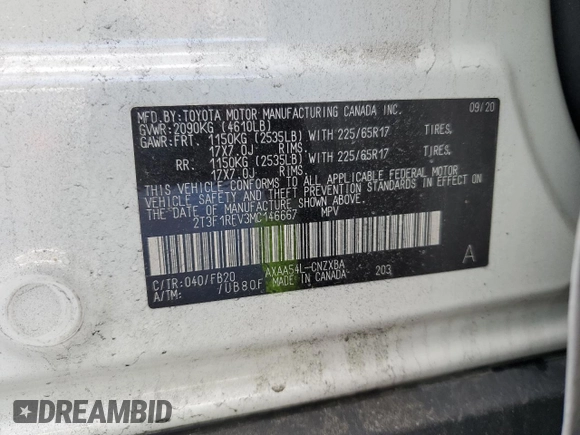 MFD.BY:TOYOTA MOTOR MANUFACTURING CANADA INC. 09/20
GVWR:2090KG (4610LB)
GAWR:FRT. 1150KG (2535LB) WITH 225/65R17 TIRES,
17X7.0J RIMS.
RR. 1150KG (2535LB) WITH 225/65R17 TIRES,
17X7.0J RIMS.
THIS VEHICLE CONFORMS TO ALL APPLICABLE FEDERAL MOTOR
VEHICLE SAFETY AND THEFT PREVENTION STANDARDS IN EFFECT ON
THE DATE OF MANUFACTURE SHOWN ABOVE.
2T3F1REV3MC146667 MPV
C/TR:040/FB20 AXAA54L-CNZXBA 203 A
A/TM: /UB80F MADE IN CANADA
DREAMBID